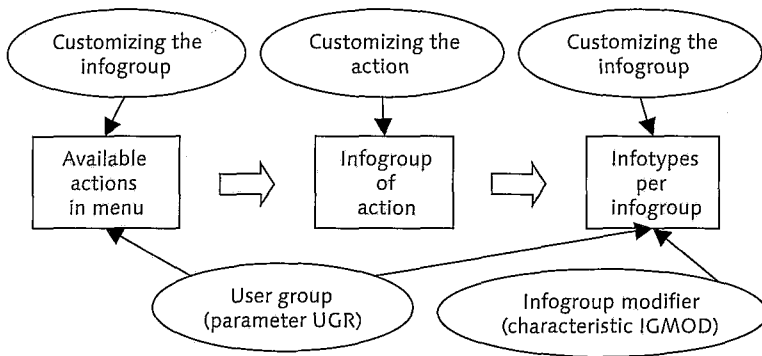 Customizing the
infogroup
Customizing the
action
Customizing the
infogroup
Available
actions
in menu
Infogroup
of
action
Infotypes
per
infogroup
User group
(parameter UGR)
Infogroup modifier
(characteristic IGMOD)